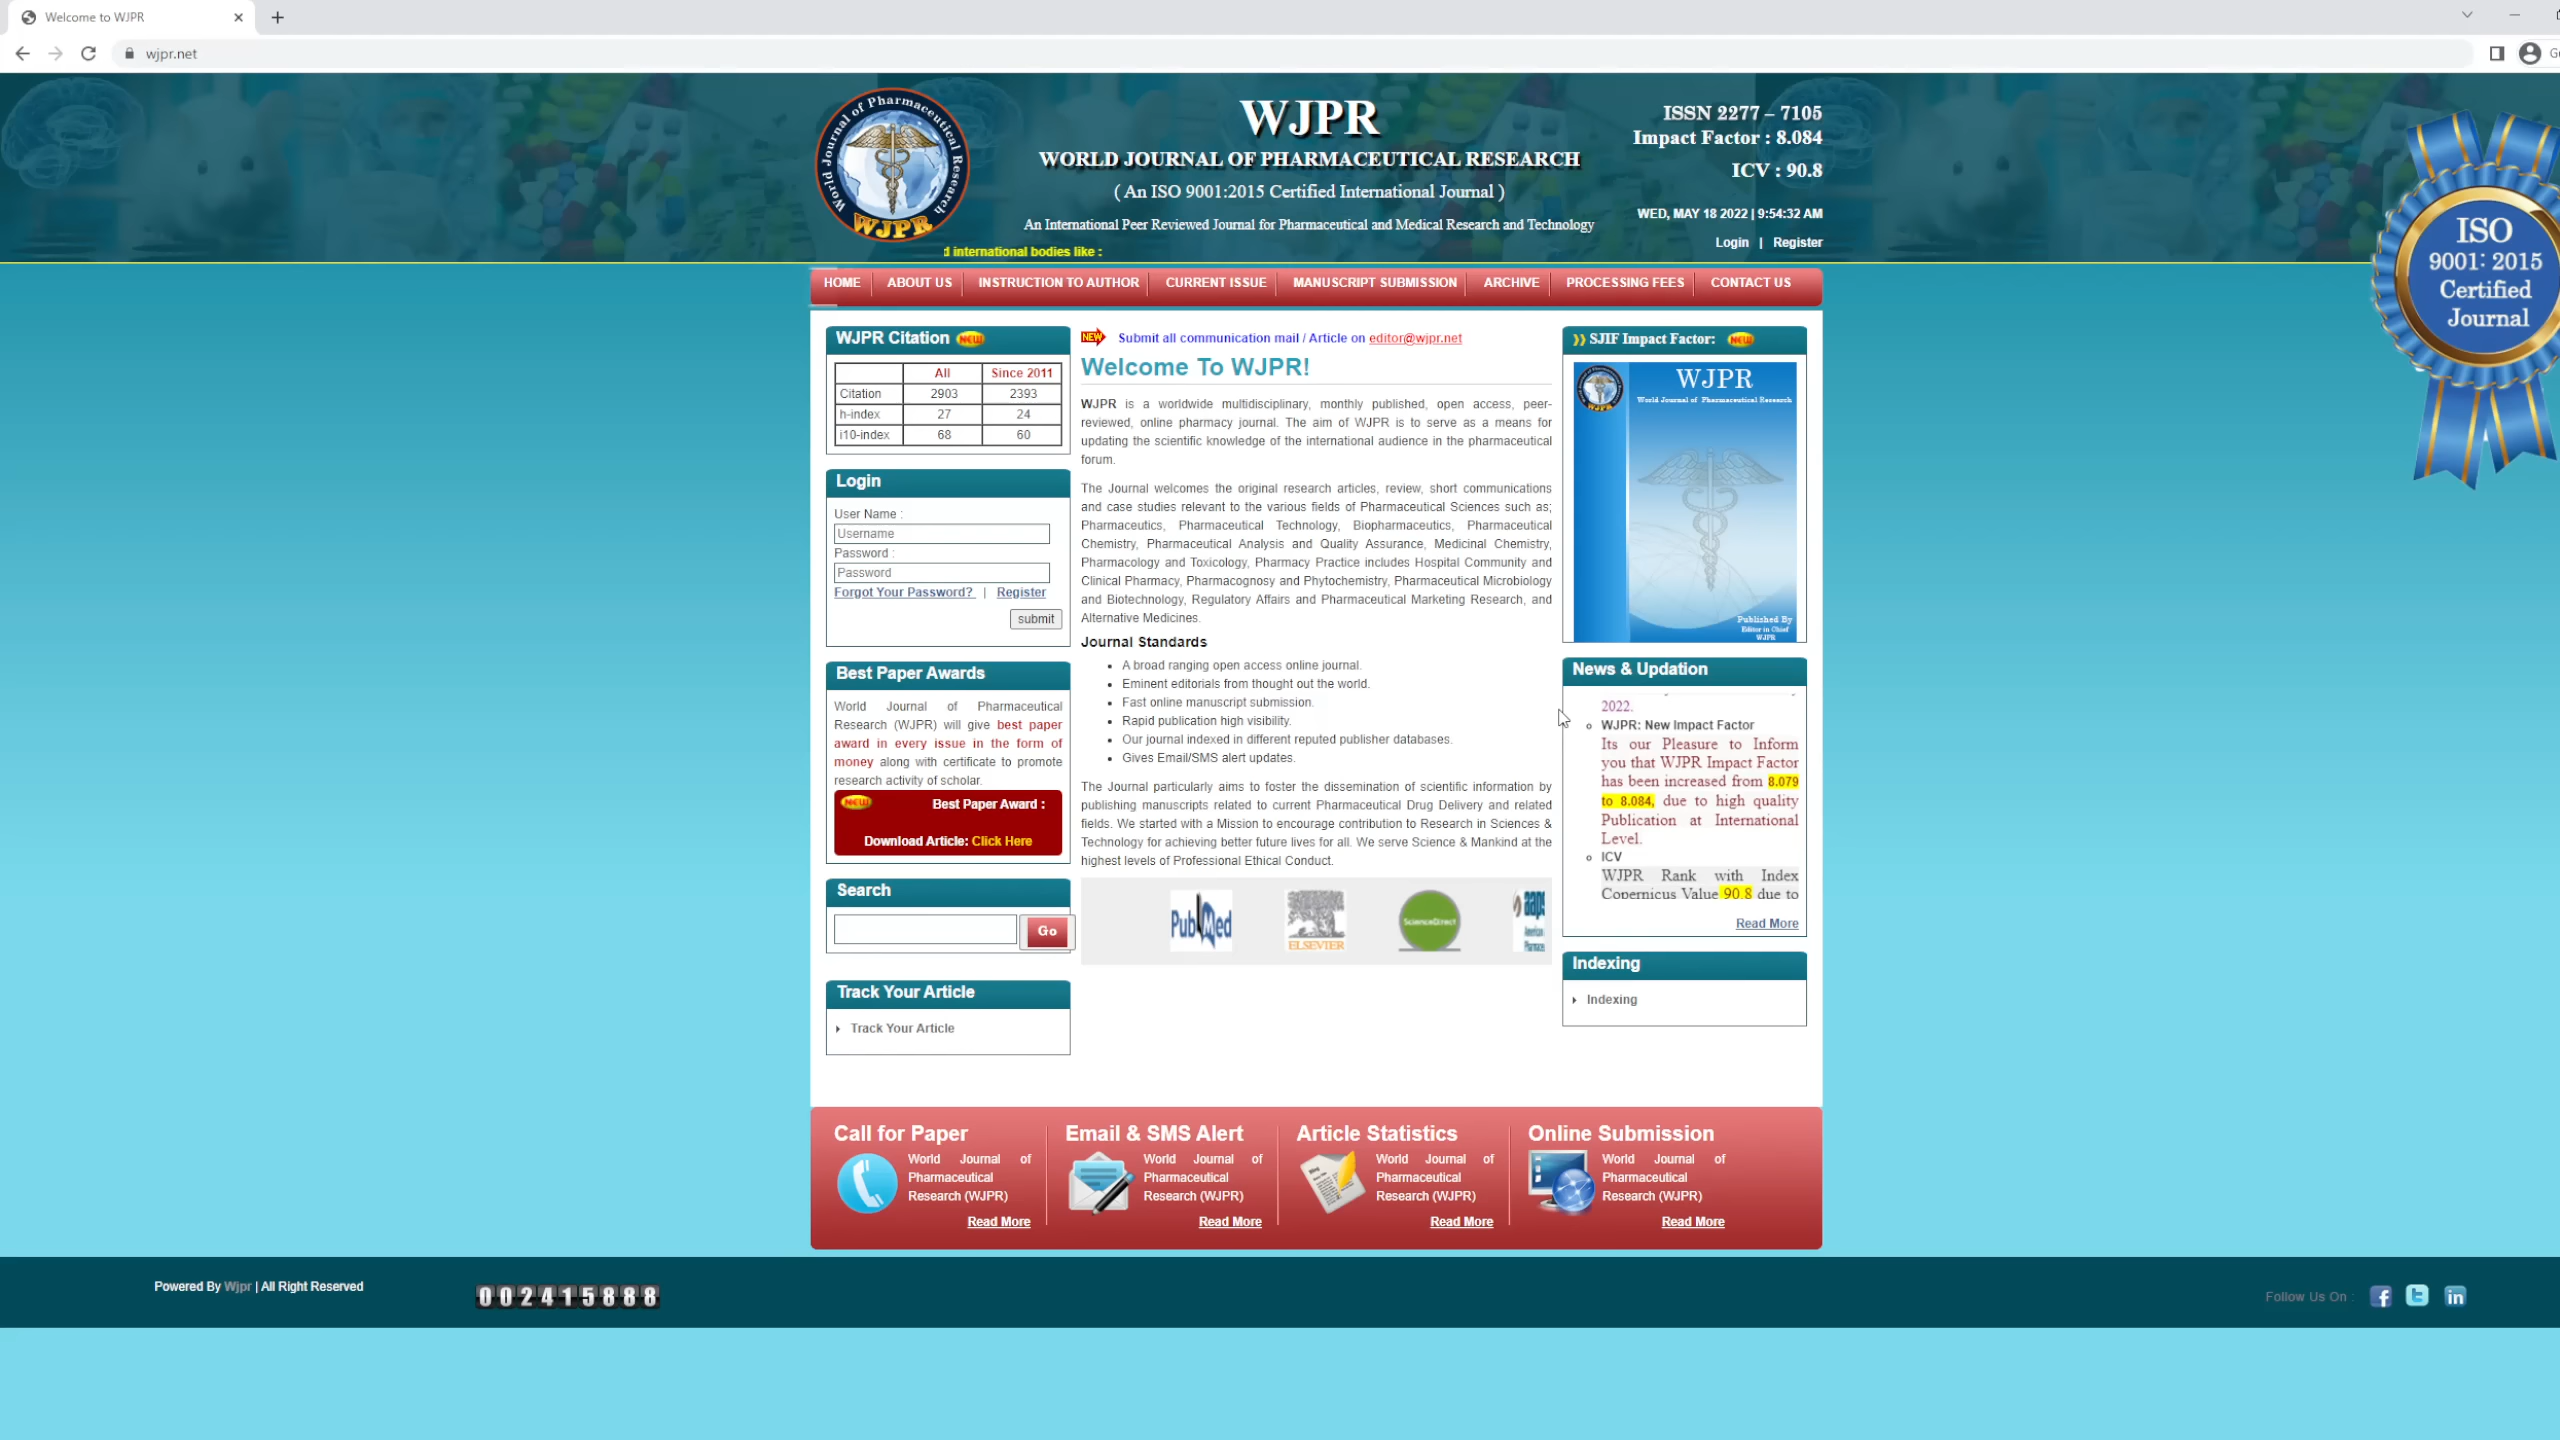 Welcome to WJPR
wjpr.net
World Journal of Pharmaceutical Research
WJPR
WJPR
WORLD JOURNAL OF PHARMACEUTICAL RESEARCH
( An ISO 9001:2015 Certified International Journal )
An International Peer Reviewed Journal for Pharmaceutical and Medical Research and Technology
international bodies like :
ISSN 2277 – 7105
Impact Factor : 8.084
ICV : 90.8
WED, MAY 18 2022 | 9:54:32 AM
Login | Register
ISO
9001: 2015
Certified
Journal
HOME ABOUT US INSTRUCTION TO AUTHOR CURRENT ISSUE MANUSCRIPT SUBMISSION ARCHIVE PROCESSING FEES CONTACT US
WJPR Citation NEW
All Since 2011
Citation 2903 2393
h-index 27 24
i10-index 68 60
Login
User Name :
Username
Password :
Password
Forgot Your Password? | Register
submit
Best Paper Awards
World Journal of Pharmaceutical
Research (WJPR) will give best paper
award in every issue in the form of
money along with certificate to promote
research activity of scholar.
NEW Best Paper Award :
Download Article: Click Here
Search
Go
Track Your Article
Track Your Article
NEW Submit all communication mail / Article on editor@wjpr.net
Welcome To WJPR!
WJPR is a worldwide multidisciplinary, monthly published, open access, peer-
reviewed, online pharmacy journal. The aim of WJPR is to serve as a means for
updating the scientific knowledge of the international audience in the pharmaceutical
forum.
The Journal welcomes the original research articles, review, short communications
and case studies relevant to the various fields of Pharmaceutical Sciences such as;
Pharmaceutics, Pharmaceutical Technology, Biopharmaceutics, Pharmaceutical
Chemistry, Pharmaceutical Analysis and Quality Assurance, Medicinal Chemistry,
Pharmacology and Toxicology, Pharmacy Practice includes Hospital Community and
Clinical Pharmacy, Pharmacognosy and Phytochemistry, Pharmaceutical Microbiology
and Biotechnology, Regulatory Affairs and Pharmaceutical Marketing Research, and
Alternative Medicines.
Journal Standards
A broad ranging open access online journal.
Eminent editorials from thought out the world.
Fast online manuscript submission.
Rapid publication high visibility.
Our journal indexed in different reputed publisher databases.
Gives Email/SMS alert updates.
The Journal particularly aims to foster the dissemination of scientific information by
publishing manuscripts related to current Pharmaceutical Drug Delivery and related
fields. We started with a Mission to encourage contribution to Research in Sciences &
Technology for achieving better future lives for all. We serve Science & Mankind at the
highest levels of Professional Ethical Conduct.
PubMed ELSEVIER ScienceDirect aaps
SJIF Impact Factor: NEW
WJPR
World Journal of Pharmaceutical Research
Published By
Editor in Chief
WJPR
News & Updation
2022.
WJPR: New Impact Factor
Its our Pleasure to Inform
you that WJPR Impact Factor
has been increased from 8.079
to 8.084, due to high quality
Publication at International
Level.
ICV
WJPR Rank with Index
Copernicus Value 90.8 due to
Read More
Indexing
Indexing
Call for Paper
World Journal of
Pharmaceutical
Research (WJPR)
Read More
Email & SMS Alert
World Journal of
Pharmaceutical
Research (WJPR)
Read More
Article Statistics
World Journal of
Pharmaceutical
Research (WJPR)
Read More
Online Submission
World Journal of
Pharmaceutical
Research (WJPR)
Read More
Powered By Wjpr | All Right Reserved
002415888
Follow Us On :